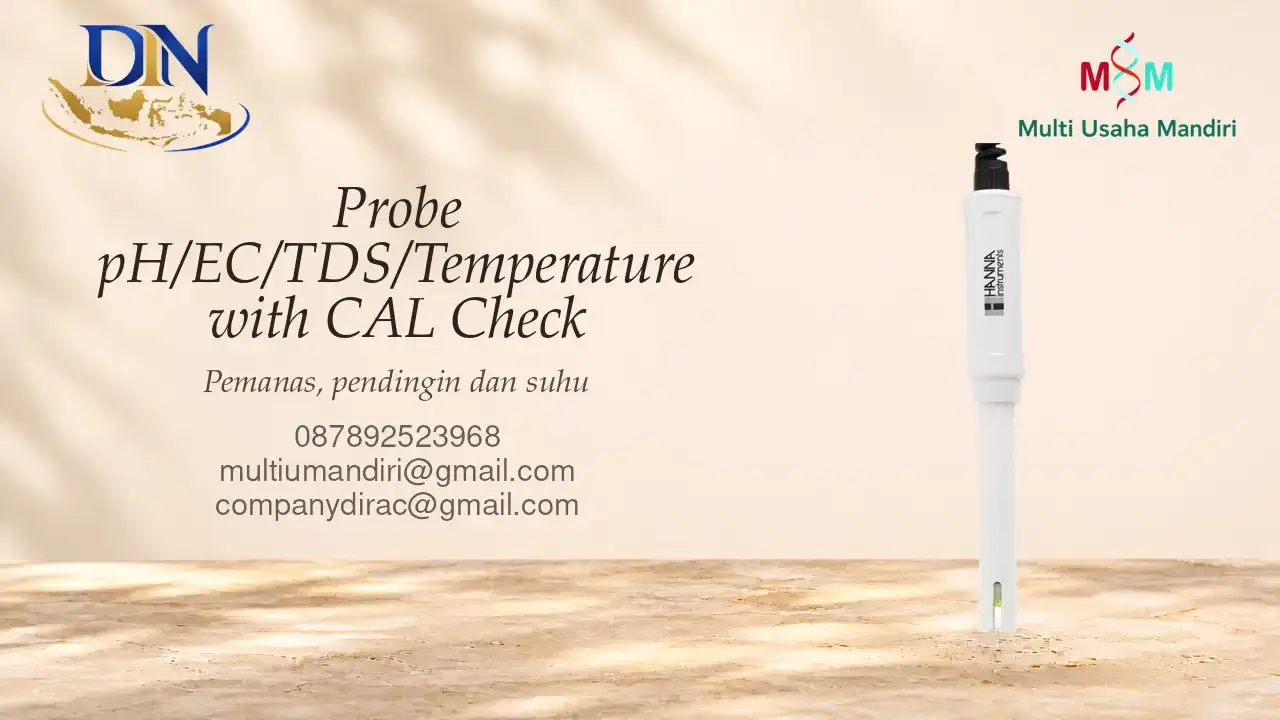 DIN
MSM
Multi Usaha Mandiri
Probe
pH/EC/TDS/Temperature
with CAL Check
Pemanas, pendingin dan suhu
087892523968
multiumandiri@gmail.com
companydirac@gmail.com
HANNA
instruments